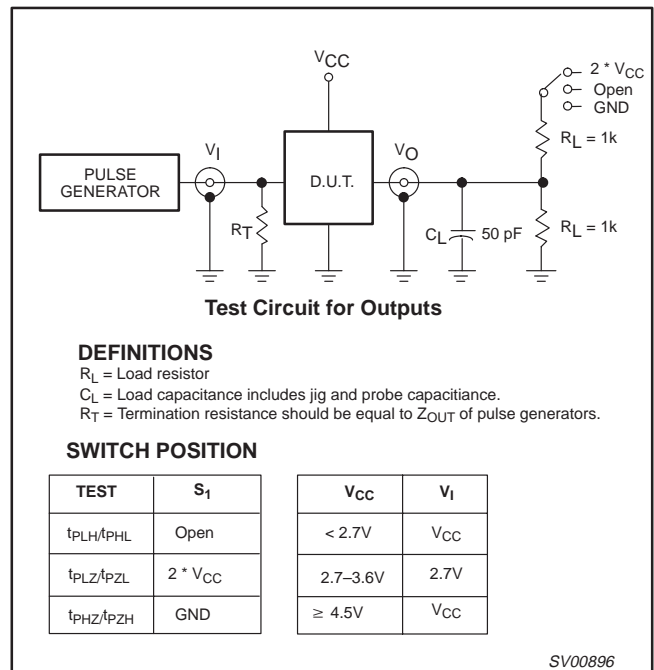 VCC
2 * VCC
Open
GND
RL = 1k
VI
VO
PULSE
GENERATOR
D.U.T.
RT
CL
50 pF
RL = 1k
Test Circuit for Outputs
DEFINITIONS
RL = Load resistor
CL = Load capacitance includes jig and probe capacitiance.
RT = Termination resistance should be equal to ZOUT of pulse generators.
SWITCH POSITION
TEST S1
tPLH/tPHL Open
tPLZ/tPZL 2 * VCC
tPHZ/tPZH GND
VCC VI
< 2.7V VCC
2.7–3.6V 2.7V
≥ 4.5V VCC
SV00896